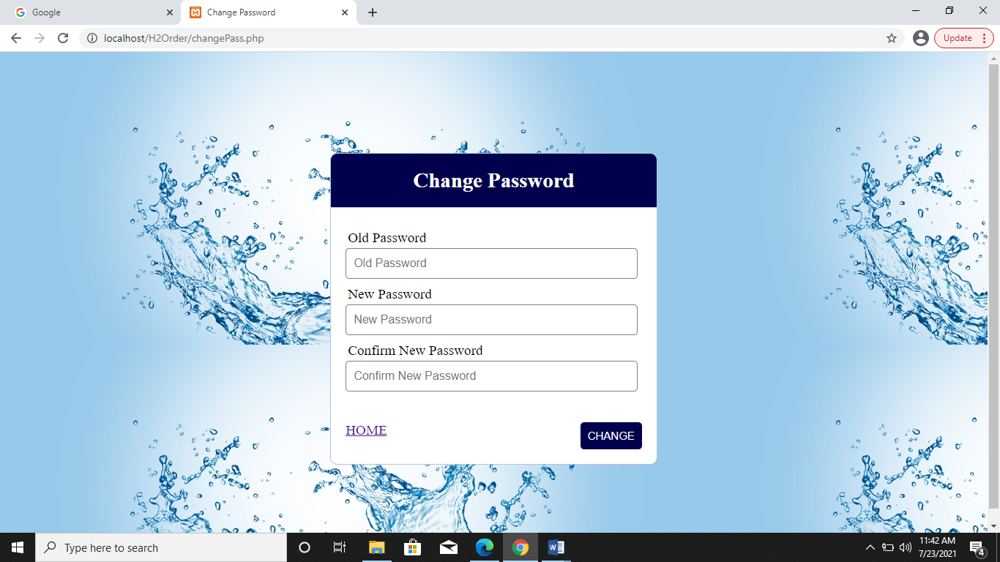 Google
Change Password
Update
localhost/H2Order/changePass.php
Change Password
Old Password
Old Password
New Password
New Password
Confirm New Password
Confirm New Password
HOME
CHANGE
Type here to search
11:42 AM
7/23/2021
4